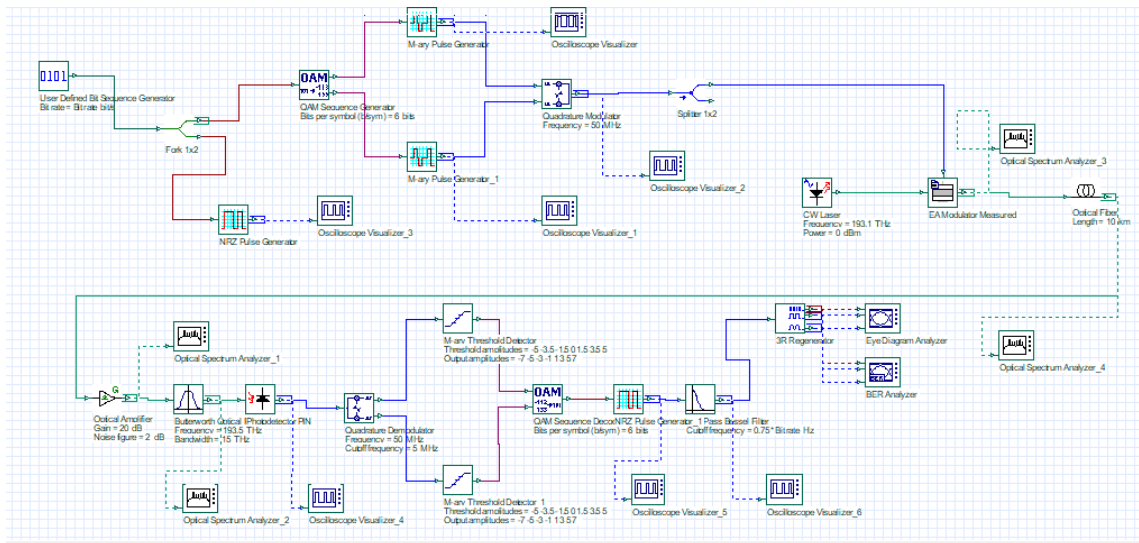 M-ary Pulse Generator
Oscilloscope Visualizer
0101
User Defined Bit Sequence Generator
Bit rate = Bit rate bits/s
QAM
QAM Sequence Generator
Bits per symbol (b/sym) = 6 bits
Quadrature Modulator
Frequency = 50 MHz
Splitter 1x2
Fork 1x2
Optical Spectrum Analyzer_3
M-ary Pulse Generator_1
Oscilloscope Visualizer_2
CW Laser
Frequency = 193.1 THz
Power = 0 dBm
EA Modulator Measured
Optical Fiber
Length = 10 km
NRZ Pulse Generator
Oscilloscope Visualizer_3
Oscilloscope Visualizer_1
Optical Spectrum Analyzer_1
M-ary Threshold Detector
Threshold amplitudes = -5 -3.5 -1.5 0 1.5 3.5 5
Output amplitudes = -7 -5 -3 -1 1 3 5 7
3R Regenerator
Eye Diagram Analyzer
Optical Spectrum Analyzer_4
BER Analyzer
G
Optical Amplifier
Gain = 20 dB
Noise figure = 2 dB
Butterworth Optical
Frequency = 193.5 THz
Bandwidth = 15 THz
Photodetector PIN
Quadrature Demodulator
Frequency = 50 MHz
Cutoff frequency = 5 MHz
QAM
QAM Sequence Decod
Bits per symbol (b/sym) = 6 bits
NRZ Pulse Generator_1
Pass Bessel Filter
Cutoff frequency = 0.75 * Bit rate Hz
M-ary Threshold Detector_1
Threshold amplitudes = -5 -3.5 -1.5 0 1.5 3.5 5
Output amplitudes = -7 -5 -3 -1 1 3 5 7
Optical Spectrum Analyzer_2
Oscilloscope Visualizer_4
Oscilloscope Visualizer_5
Oscilloscope Visualizer_6